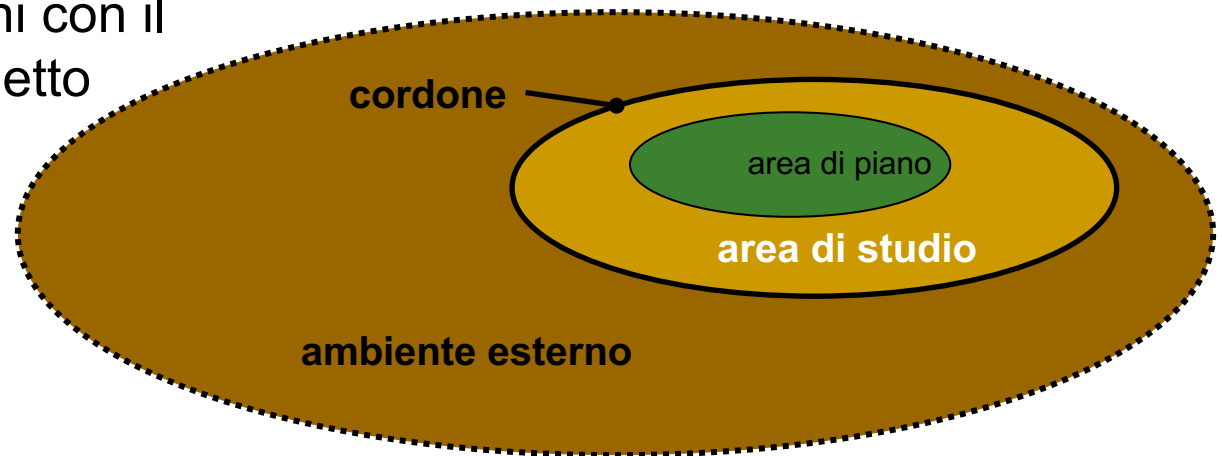 ni con il
etto
cordone
area di piano
area di studio
ambiente esterno